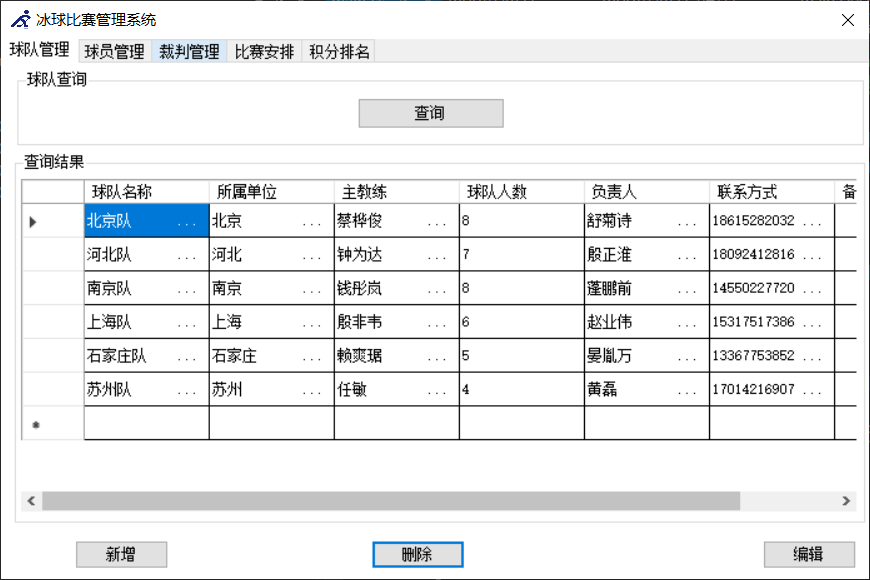 冰球比赛管理系统
球队管理 球员管理 裁判管理 比赛安排 积分排名
球队查询
查询
查询结果
球队名称 所属单位 主教练 球队人数 负责人 联系方式 备
北京队 ... 北京 ... 蔡桦俊 ... 8 舒菊诗 ... 18615282032 ...
河北队 ... 河北 ... 钟为达 ... 7 殷正淮 ... 18092412816 ...
南京队 ... 南京 ... 钱彤岚 ... 8 蓬鹏前 ... 14550227720 ...
上海队 ... 上海 ... 殷非韦 ... 6 赵业伟 ... 15317517386 ...
石家庄队 ... 石家庄 ... 赖爽琚 ... 5 晏胤万 ... 13367753852 ...
苏州队 ... 苏州 ... 任敏 ... 4 黄磊 ... 17014216907 ...
新增 删除 编辑